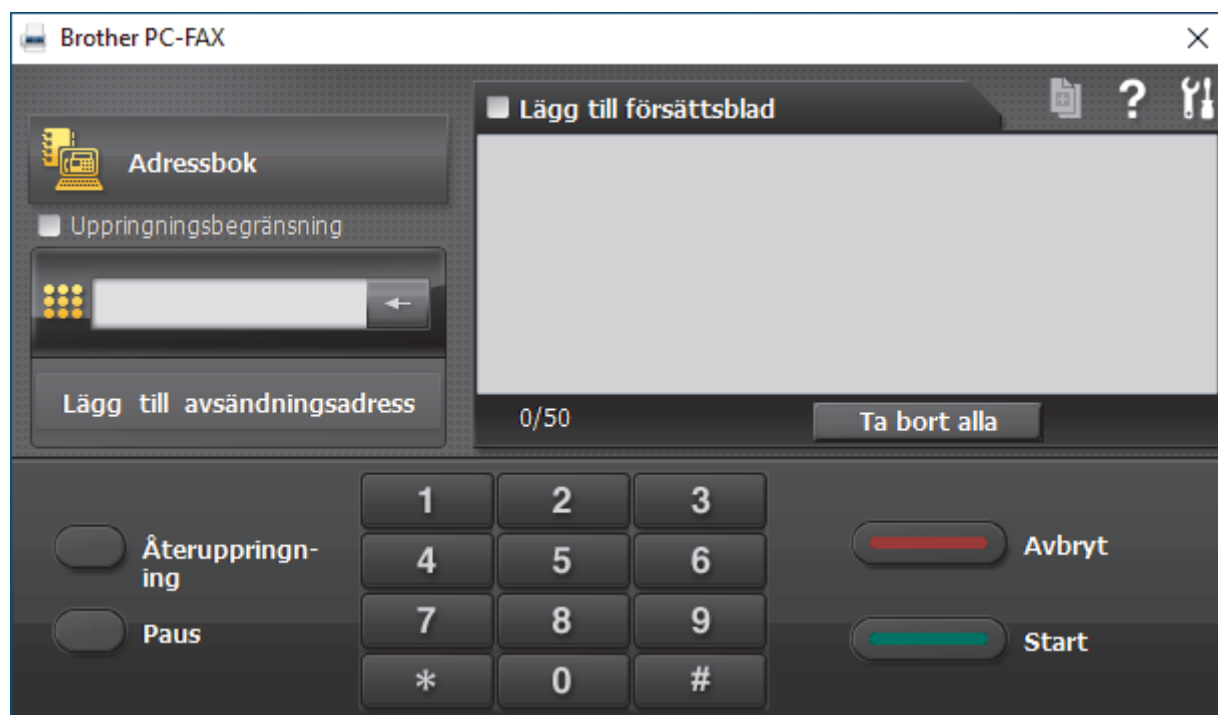 Brother PC-FAX
Lägg till försättsblad
?
Adressbok
Uppringningsbegränsning
Lägg till avsändningsadress
0/50
Ta bort alla
1 2 3
4 5 6
7 8 9
* 0 #
Återuppringn-
ing
Paus
Avbryt
Start